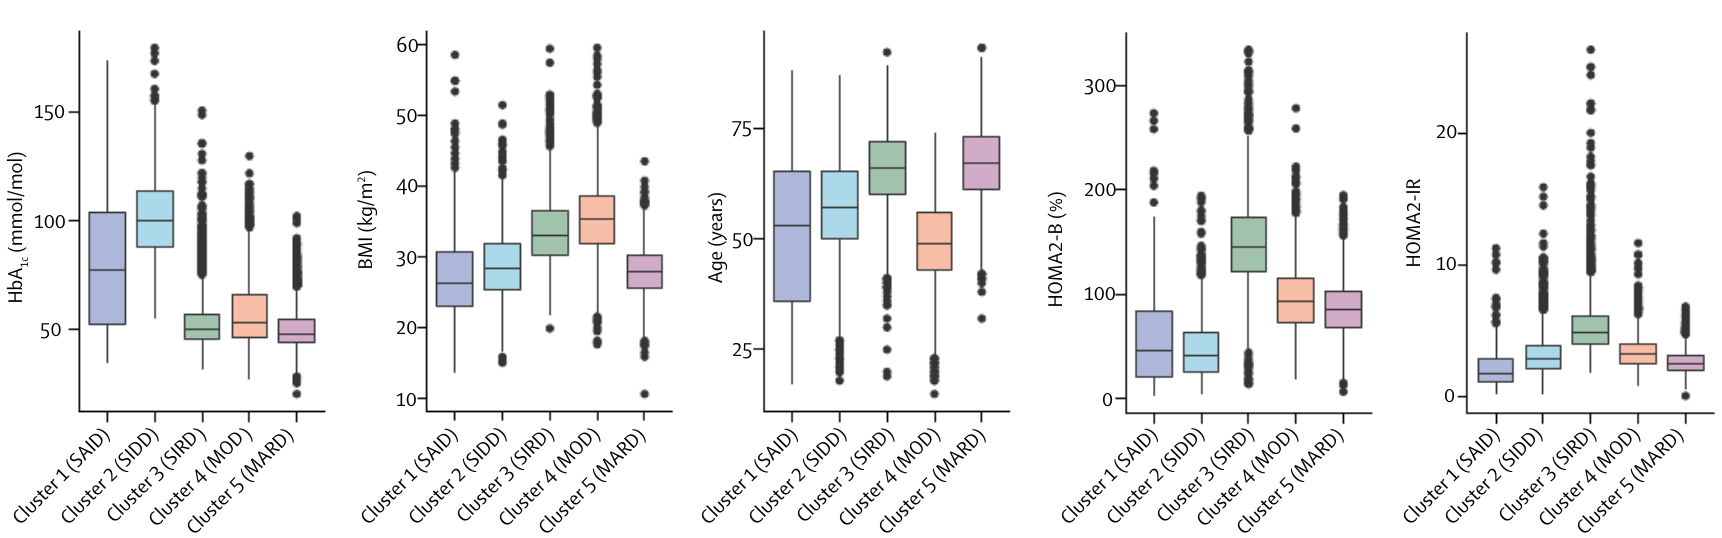 HbA1c (mmol/mol)
150
100
50
Cluster 1 (SAID)
Cluster 2 (SIDD)
Cluster 3 (SIRD)
Cluster 4 (MOD)
Cluster 5 (MARD)
BMI (kg/m²)
60
50
40
30
20
10
Cluster 1 (SAID)
Cluster 2 (SIDD)
Cluster 3 (SIRD)
Cluster 4 (MOD)
Cluster 5 (MARD)
Age (years)
75
50
25
Cluster 1 (SAID)
Cluster 2 (SIDD)
Cluster 3 (SIRD)
Cluster 4 (MOD)
Cluster 5 (MARD)
HOMA2-B (%)
300
200
100
0
Cluster 1 (SAID)
Cluster 2 (SIDD)
Cluster 3 (SIRD)
Cluster 4 (MOD)
Cluster 5 (MARD)
HOMA2-IR
20
10
0
Cluster 1 (SAID)
Cluster 2 (SIDD)
Cluster 3 (SIRD)
Cluster 4 (MOD)
Cluster 5 (MARD)